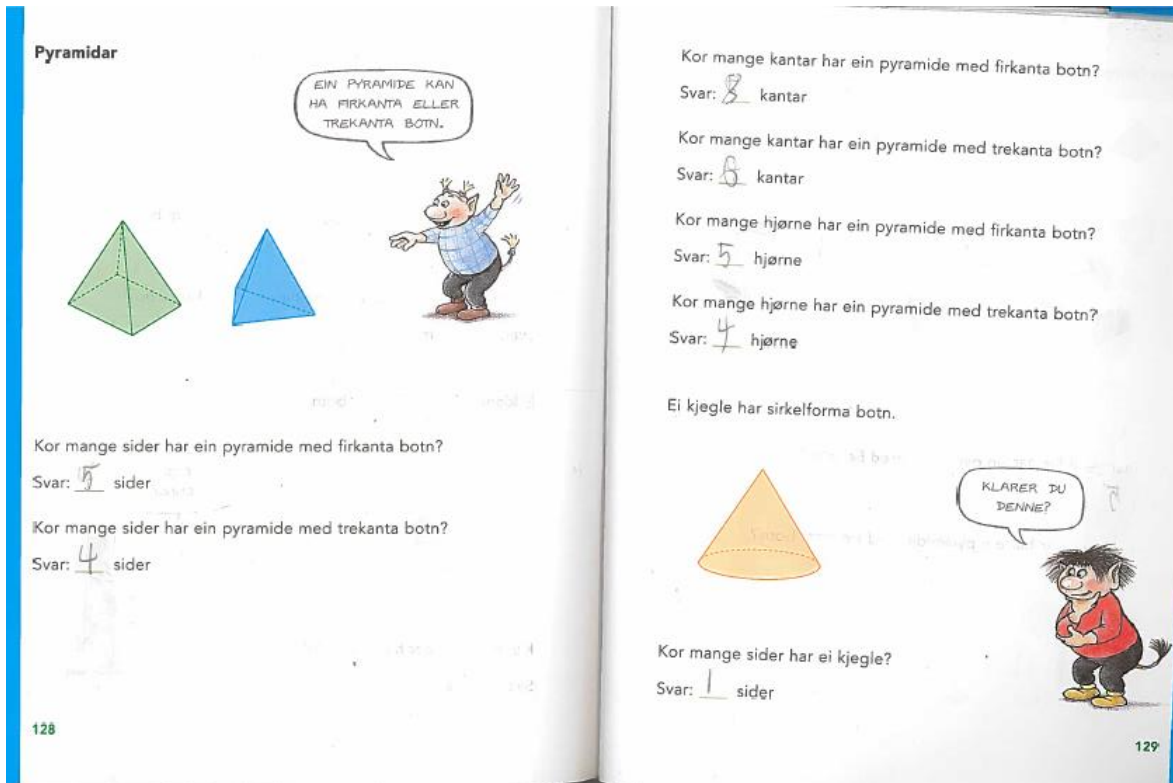 Pyramidar
EIN PYRAMIDE KAN
HA FIRKANTA ELLER
TREKANTA BOTN.
Kor mange sider har ein pyramide med firkanta botn?
Svar: 5 sider
Kor mange sider har ein pyramide med trekanta botn?
Svar: 4 sider
128
Kor mange kantar har ein pyramide med firkanta botn?
Svar: 8 kantar
Kor mange kantar har ein pyramide med trekanta botn?
Svar: 6 kantar
Kor mange hjørne har ein pyramide med firkanta botn?
Svar: 5 hjørne
Kor mange hjørne har ein pyramide med trekanta botn?
Svar: 4 hjørne
Ei kjegle har sirkelforma botn.
KLARER DU
DENNE?
Kor mange sider har ei kjegle?
Svar: 1 sider
129